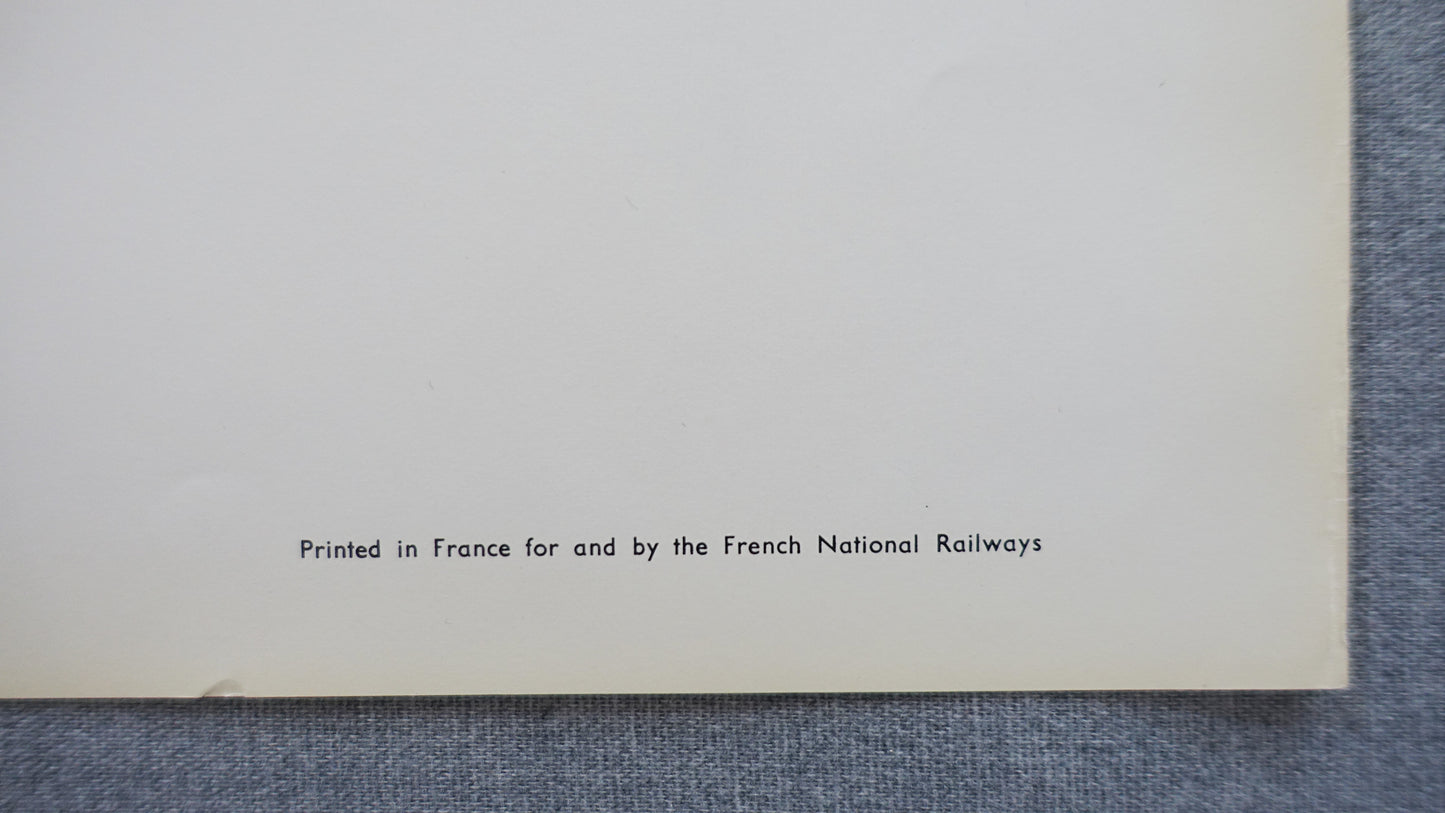 Printed in France for and by the French National Railways